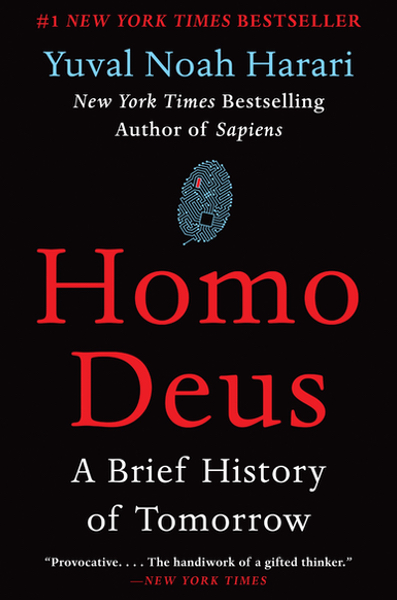 #1 NEW YORK TIMES BESTSELLER
Yuval Noah Harari
New York Times Bestselling
Author of Sapiens
Homo
Deus
A Brief History
of Tomorrow
“Provocative. . . . The handiwork of a gifted thinker.”
—NEW YORK TIMES